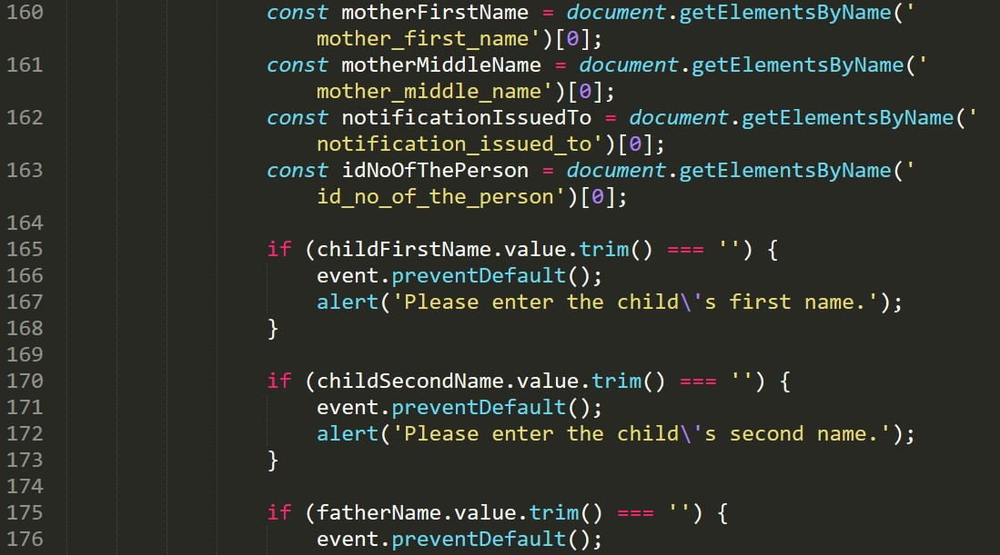 160 const motherFirstName = document.getElementsByName('
mother_first_name')[0];
161 const motherMiddleName = document.getElementsByName('
mother_middle_name')[0];
162 const notificationIssuedTo = document.getElementsByName('
notification_issued_to')[0];
163 const idNoOfThePerson = document.getElementsByName('
id_no_of_the_person')[0];
164
165 if (childFirstName.value.trim() === '') {
166 event.preventDefault();
167 alert('Please enter the child\'s first name.');
168 }
169
170 if (childSecondName.value.trim() === '') {
171 event.preventDefault();
172 alert('Please enter the child\'s second name.');
173 }
174
175 if (fatherName.value.trim() === '') {
176 event.preventDefault();